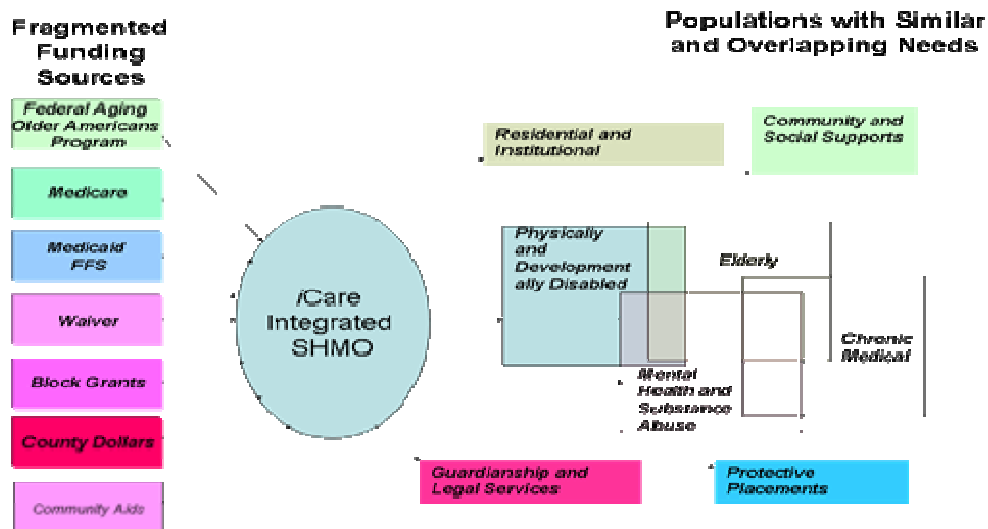 Fragmented
Funding
Sources
Populations with Similar
and Overlapping Needs
Federal Aging
Older Americans
Program
Medicare
Medicaid
FFS
Waiver
Block Grants
County Dollars
Community Aids
iCare
Integrated
SHMO
Residential and
Institutional
Community and
Social Supports
Physically
and
Development
ally Disabled
Elderly
Chronic
Medical
Mental
Health and
Substance
Abuse
Guardianship and
Legal Services
Protective
Placements